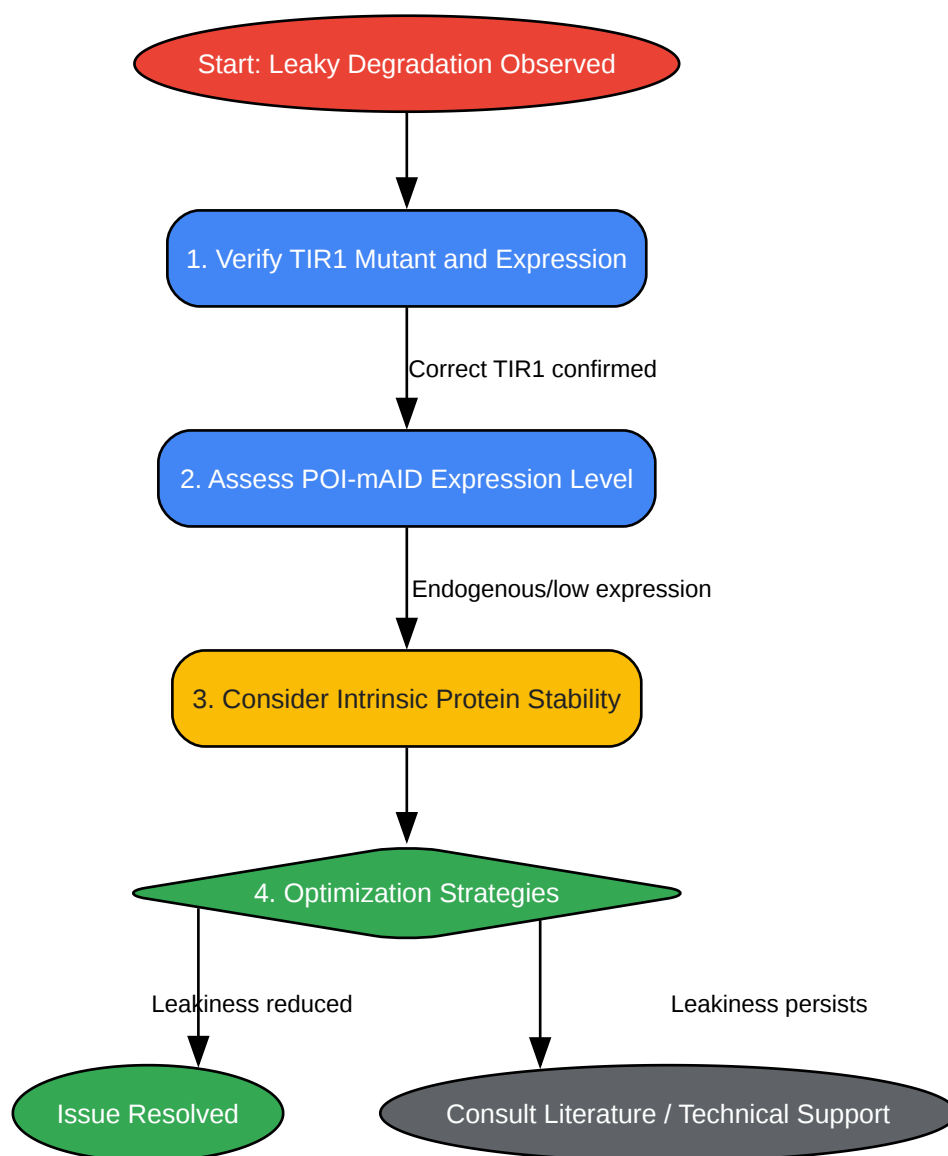 Start: Leaky Degradation Observed
1. Verify TIR1 Mutant and Expression
Correct TIR1 confirmed
2. Assess POI-mAID Expression Level
Endogenous/low expression
3. Consider Intrinsic Protein Stability
4. Optimization Strategies
Leakiness reduced
Leakiness persists
Issue Resolved
Consult Literature / Technical Support